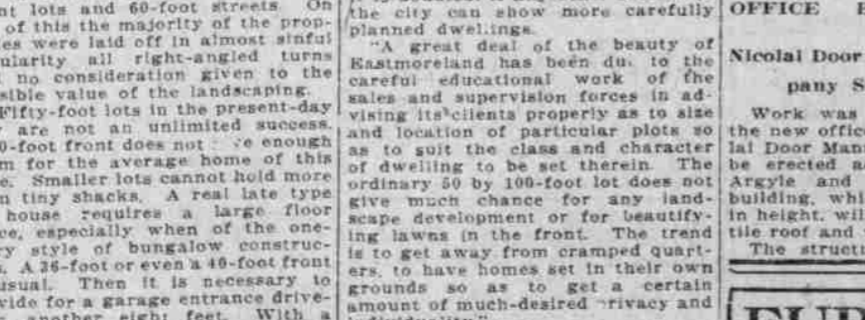 nt lots and 60-foot streets. On
of this the majority of the prop-
es were laid off in almost sinful
ularity all right-angled turns
no consideration given to the
sible value of the landscaping.
Fifty-foot lots in the present-day
are not an unlimited success.
0-foot front does not enough
m for the average home of this
e. Smaller lots cannot hold more
n tiny shacks. A real late type
house requires a large floor
ce, especially when of the one-
ry style of bungalow construc-
s. A 36-foot or even a 40-foot front
usual. Then it is necessary to
vide for a garage entrance drive-
another eight feet. With a
the city can show more carefully
planned dwellings.
"A great deal of the beauty of
Eastmoreland has been du to the
careful educational work of the
sales and supervision forces in ad-
vising its clients properly as to size
and location of particular plots so
as to suit the class and character
of dwelling to be set therein. The
ordinary 50 by 100-foot lot does not
give much chance for any land-
scape development or for beautify-
ing lawns in the front. The trend
is to get away from cramped quart-
ers, to have homes set in their own
grounds so as to get a certain
amount of much-desired privacy and
OFFICE
Nicolai Door
pany S
Work was
the new offic
lai Door Man
be erected a
Argyle and
building, whi
in height, wil
tile roof and
The struct